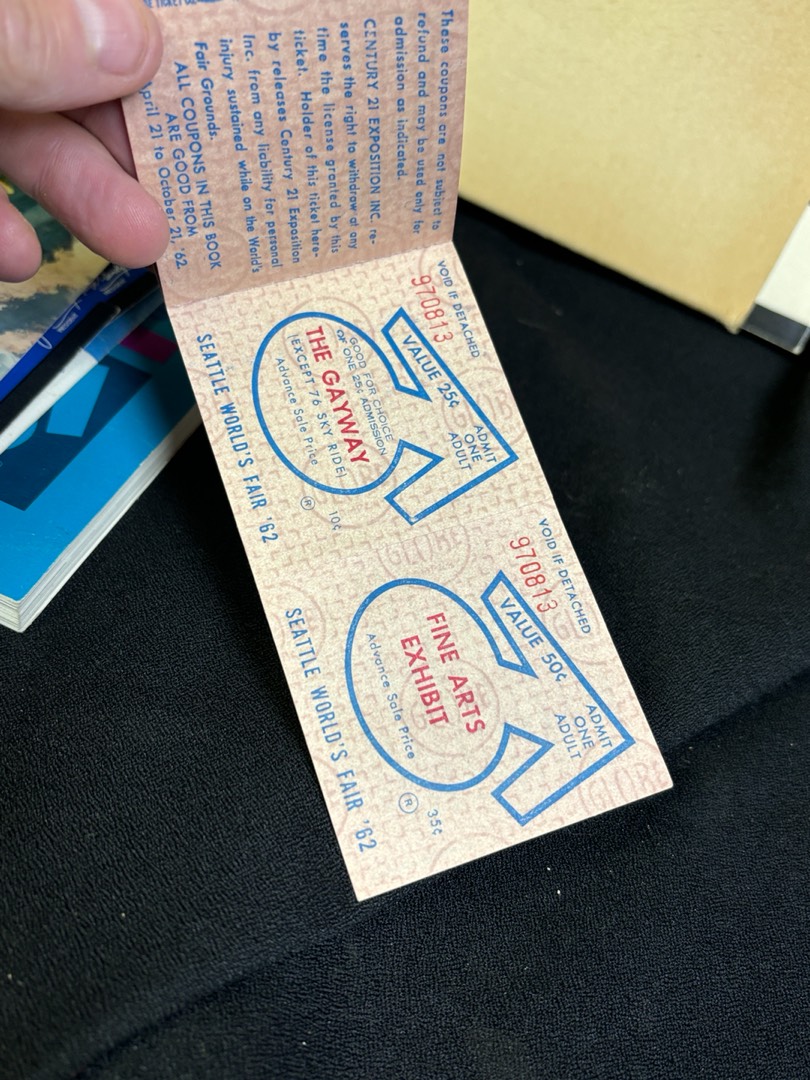 These coupons are not subject to
refund and may be used only for
admission as indicated.
CENTURY 21 EXPOSITION INC. re-
serves the right to withdraw at any
time the license granted by this
ticket. Holder of this ticket here-
by releases Century 21 Exposition
Inc. from any liability for personal
injury sustained while on the World's
Fair Grounds.
ALL COUPONS IN THIS BOOK
ARE GOOD FROM
April 21 to October 21, '62
VOID IF DETACHED
970813
VALUE 25¢
ADMIT
ONE
ADULT
GOOD FOR CHOICE
OF ONE 25¢ ADMISSION
THE GAYWAY
(EXCEPT 76 SKY RIDE)
Advance Sale Price
10¢
®
SEATTLE WORLD'S FAIR '62
VOID IF DETACHED
970813
VALUE 50¢
ADMIT
ONE
ADULT
FINE ARTS
EXHIBIT
Advance Sale Price
35¢
®
SEATTLE WORLD'S FAIR '62
GLOBE